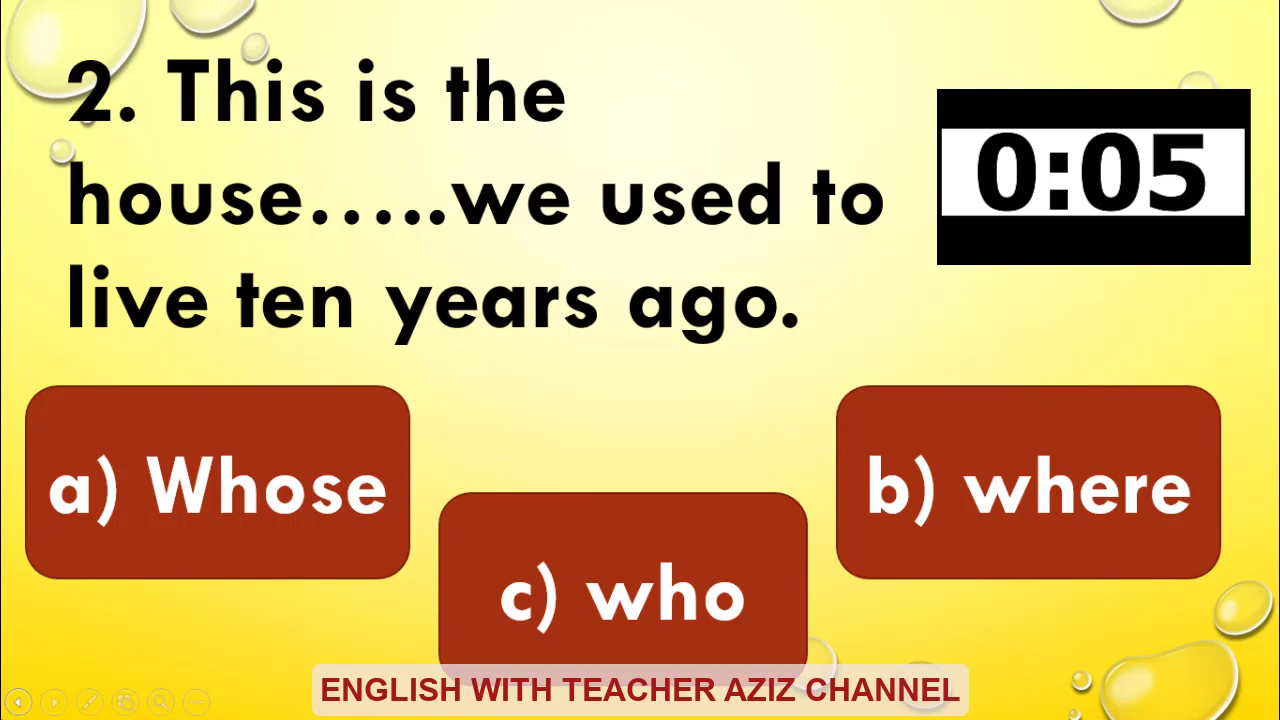 2. This is the
house…..we used to
live ten years ago.
0:05
a) Whose
b) where
c) who
ENGLISH WITH TEACHER AZIZ CHANNEL